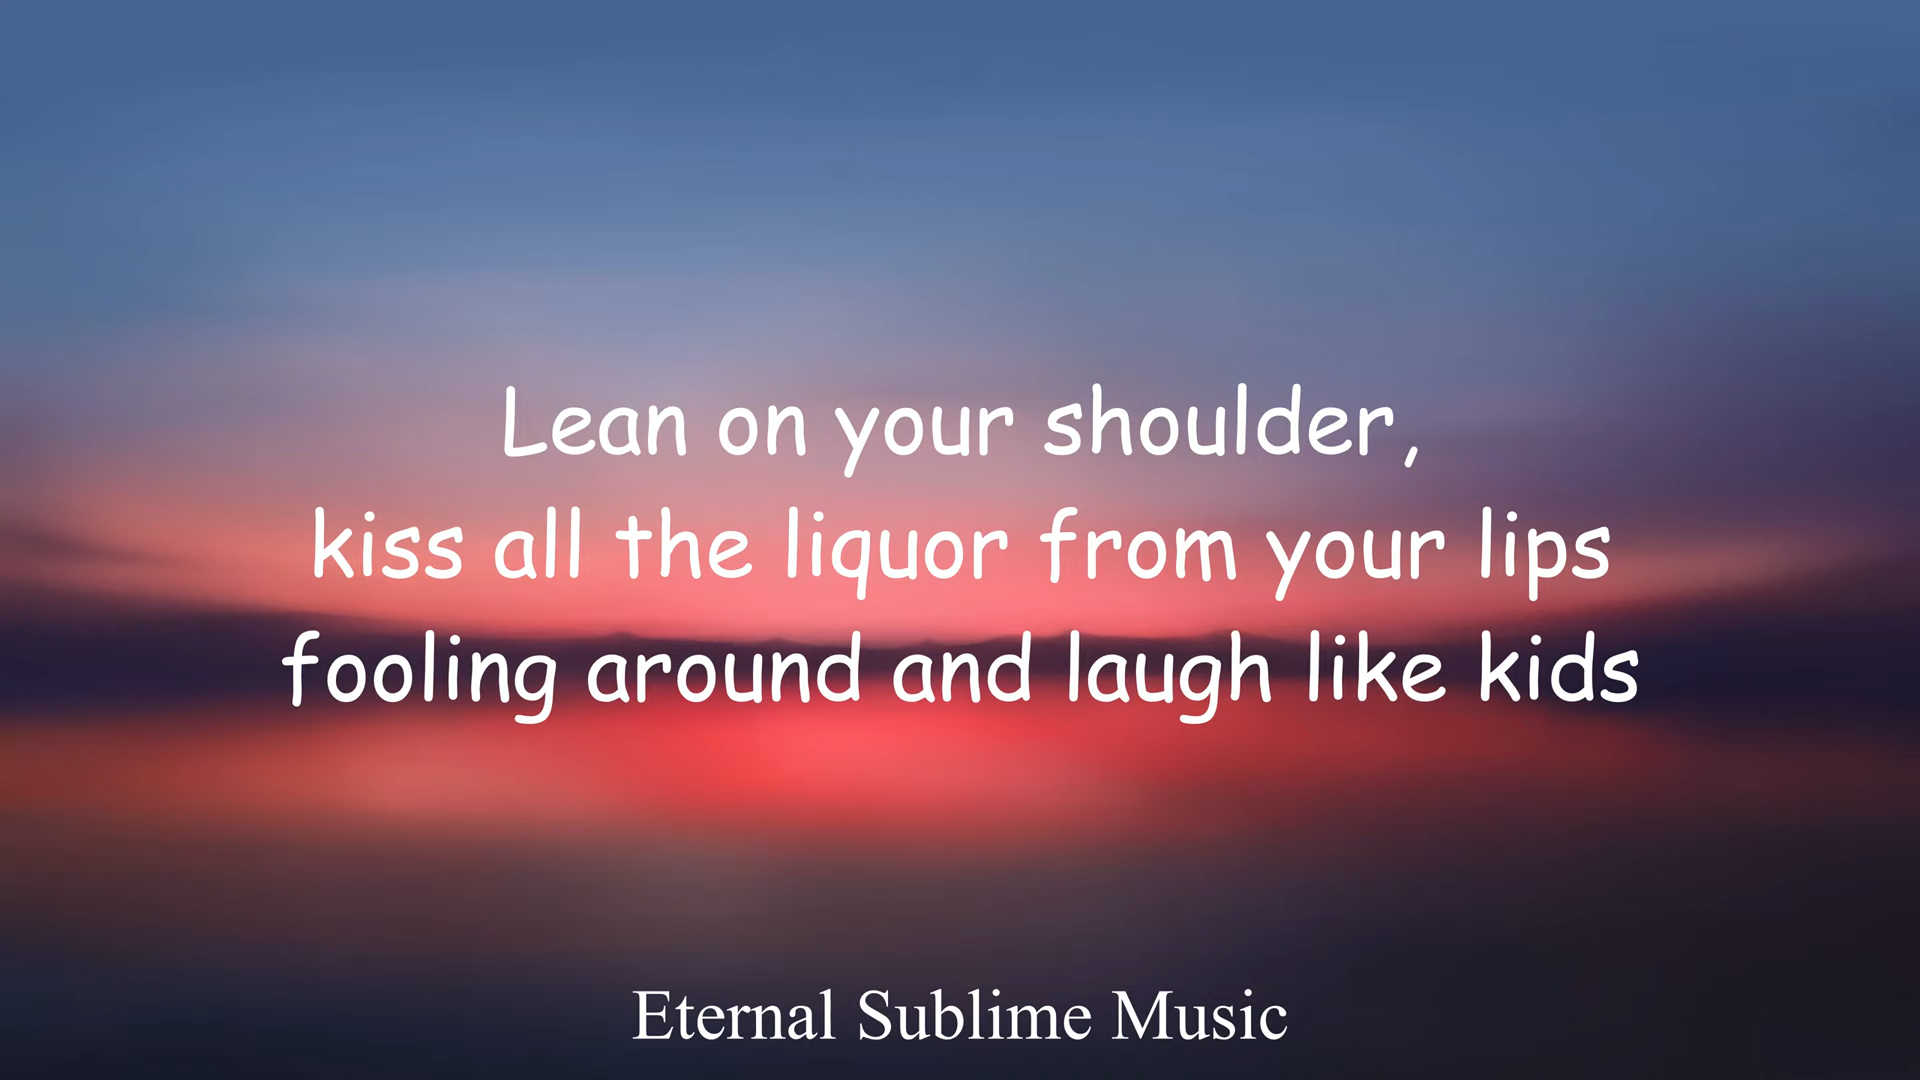 Lean on your shoulder,
kiss all the liquor from your lips
fooling around and laugh like kids
Eternal Sublime Music